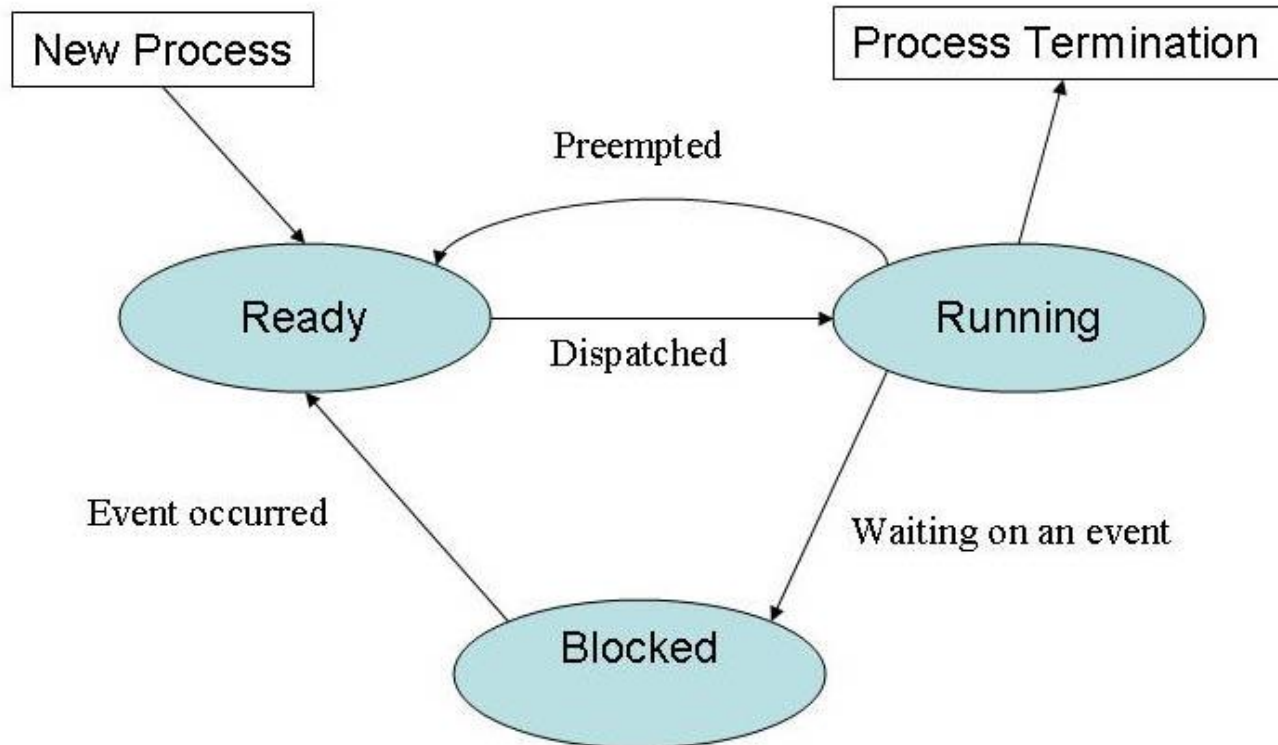 New Process
Process Termination
Preempted
Ready
Running
Dispatched
Event occurred
Waiting on an event
Blocked